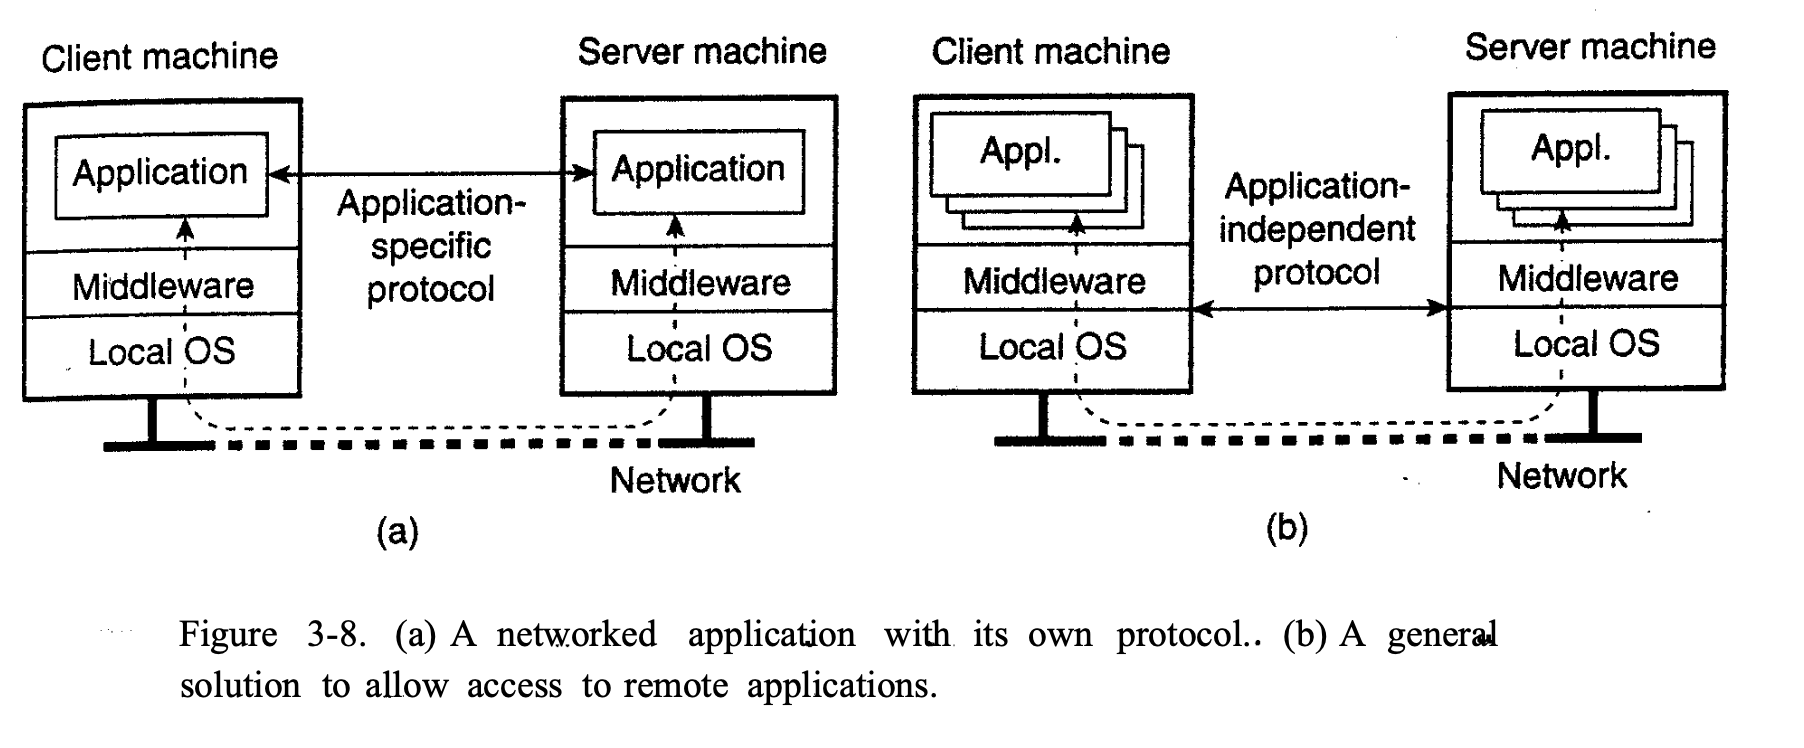 Client machine
Server machine
Application
Application
Application-
specific
protocol
Middleware
Middleware
Local OS
Local OS
Network
(a)
Client machine
Server machine
Appl.
Appl.
Application-
independent
protocol
Middleware
Middleware
Local OS
Local OS
Network
(b)
Figure 3-8. (a) A networked application with its own protocol.. (b) A general
solution to allow access to remote applications.